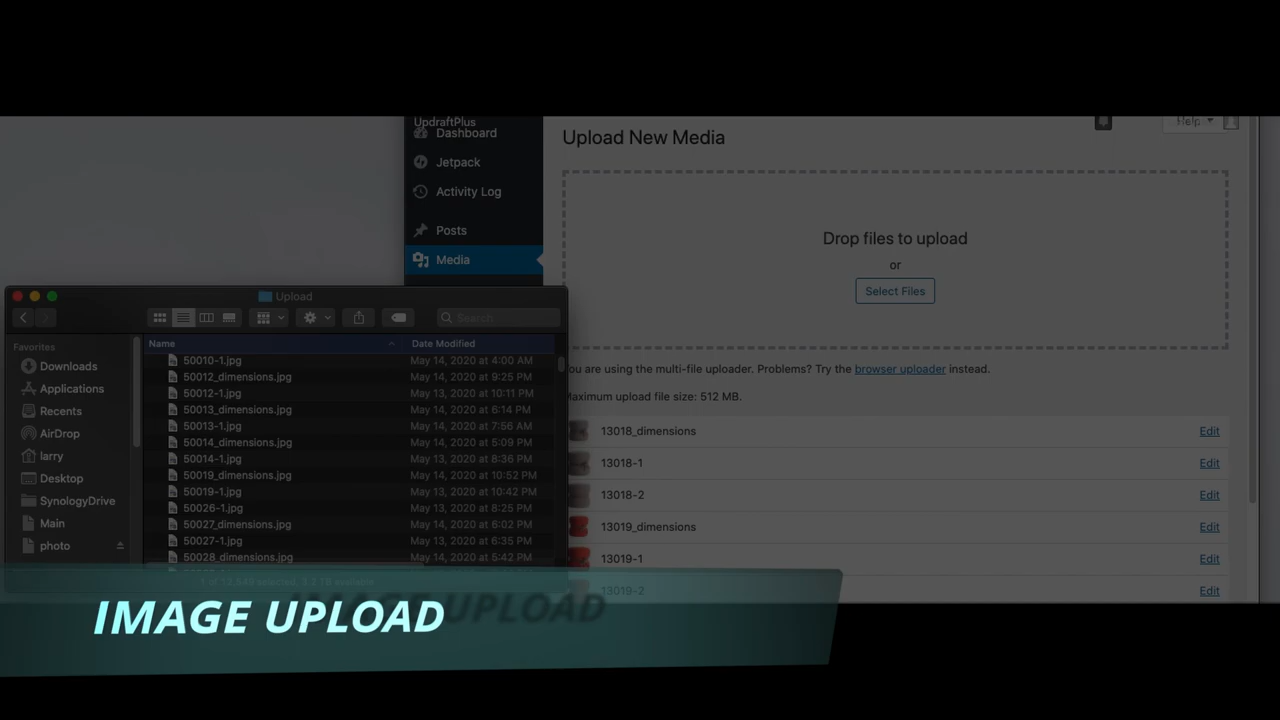 UpdraftPlus
Dashboard
Jetpack
Activity Log
Posts
Media
Help
Upload New Media
Drop files to upload
or
Select Files
ou are using the multi-file uploader. Problems? Try the browser uploader instead.
aximum upload file size: 512 MB.
13018_dimensions Edit
13018-1 Edit
13018-2 Edit
13019_dimensions Edit
13019-1 Edit
13019-2 Edit
Upload
Search
Favorites
Downloads
Applications
Recents
AirDrop
larry
Desktop
SynologyDrive
Main
photo
Name Date Modified
50010-1.jpg May 14, 2020 at 4:00 AM
50012_dimensions.jpg May 14, 2020 at 9:25 PM
50012-1.jpg May 13, 2020 at 10:11 PM
50013_dimensions.jpg May 14, 2020 at 6:14 PM
50013-1.jpg May 14, 2020 at 7:56 AM
50014_dimensions.jpg May 14, 2020 at 5:09 PM
50014-1.jpg May 13, 2020 at 8:36 PM
50019_dimensions.jpg May 14, 2020 at 10:52 PM
50019-1.jpg May 13, 2020 at 10:42 PM
50026-1.jpg May 13, 2020 at 8:25 PM
50027_dimensions.jpg May 14, 2020 at 6:02 PM
50027-1.jpg May 13, 2020 at 6:35 PM
50028_dimensions.jpg May 14, 2020 at 5:42 PM
IMAGE UPLOAD
IMAGE UPLOAD